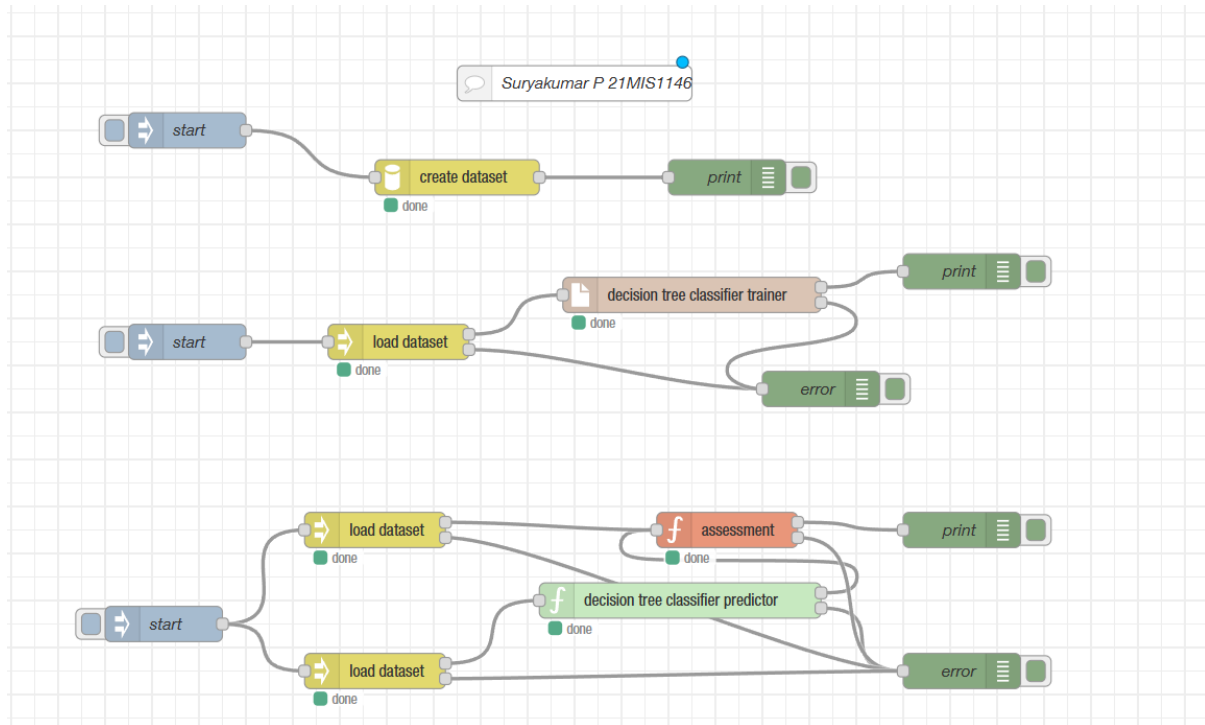 Suryakumar P 21MIS1146
start
create dataset
print
done
print
decision tree classifier trainer
done
start
load dataset
done
error
load dataset
assessment
print
done
done
decision tree classifier predictor
start
done
load dataset
error
done